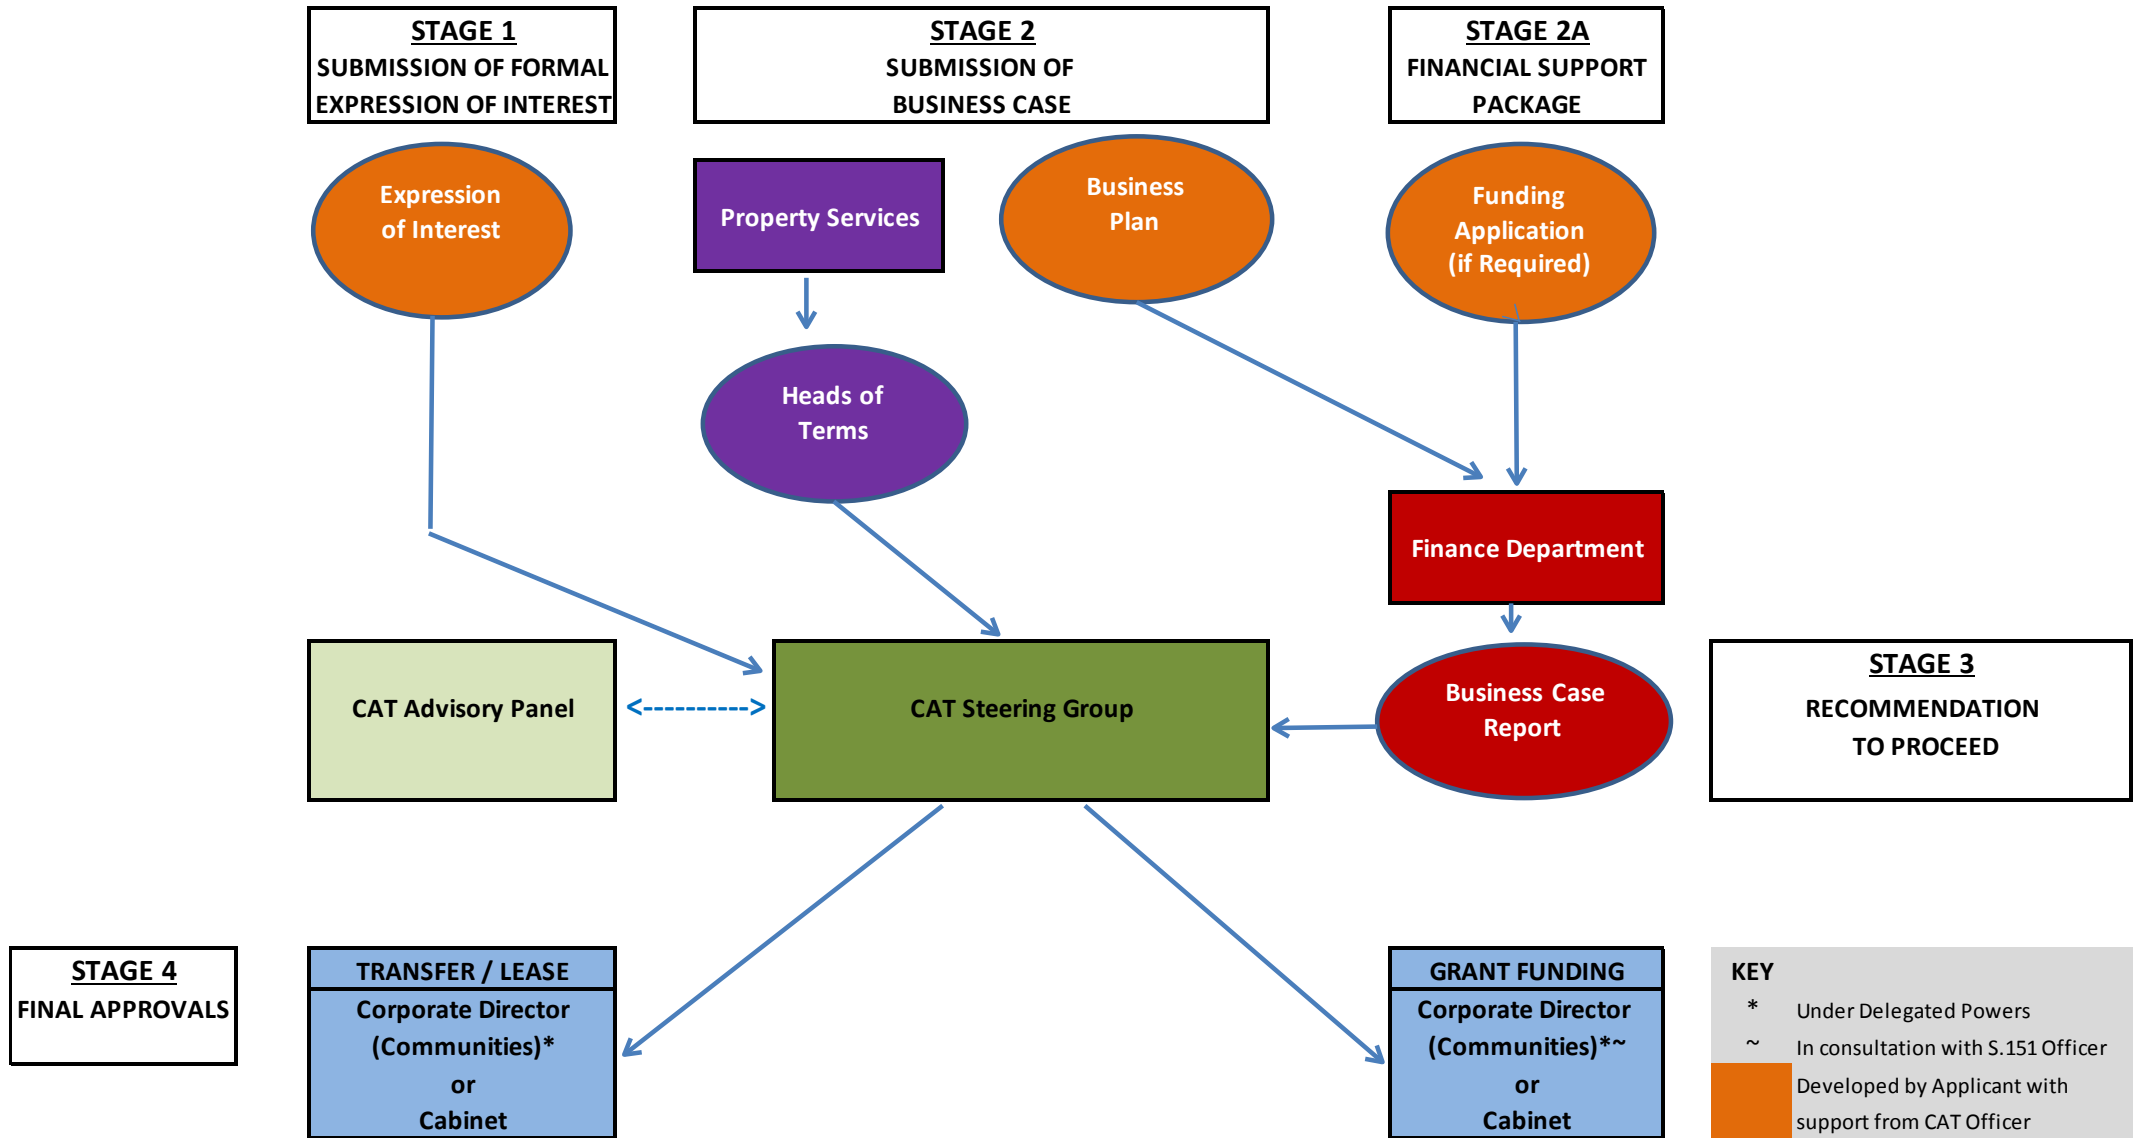 STAGE 1
SUBMISSION OF FORMAL
EXPRESSION OF INTEREST
STAGE 2
SUBMISSION OF
BUSINESS CASE
STAGE 2A
FINANCIAL SUPPORT
PACKAGE
Expression
of Interest
Property Services
Business
Plan
Funding
Application
(if Required)
Heads of
Terms
Finance Department
CAT Advisory Panel
<---------->
CAT Steering Group
Business Case
Report
STAGE 3
RECOMMENDATION
TO PROCEED
STAGE 4
FINAL APPROVALS
TRANSFER / LEASE
Corporate Director
(Communities)*
or
Cabinet
GRANT FUNDING
Corporate Director
(Communities)*~
or
Cabinet
KEY
* Under Delegated Powers
~ In consultation with S.151 Officer
Developed by Applicant with
support from CAT Officer